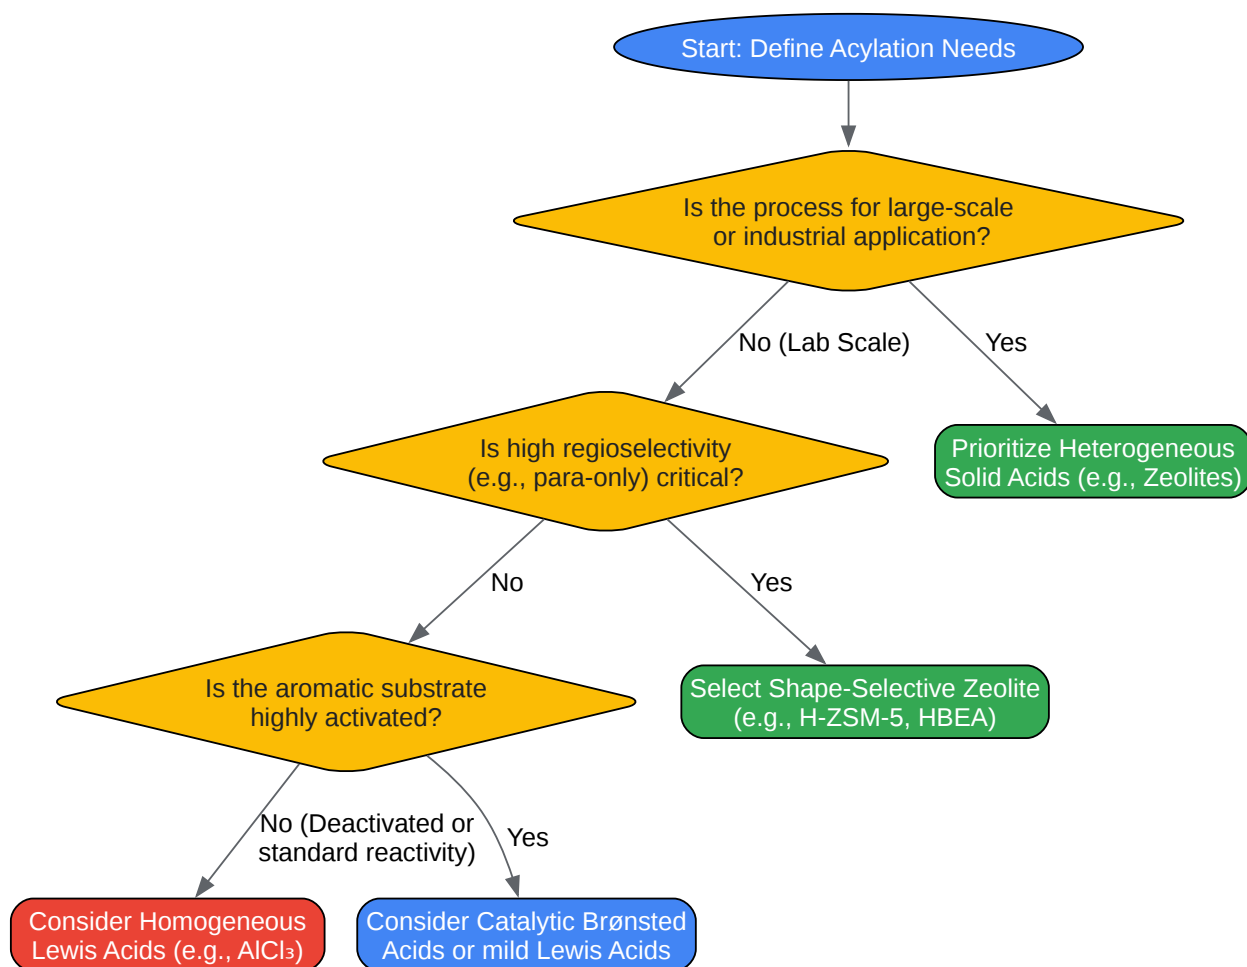 Start: Define Acylation Needs
Is the process for large-scale
or industrial application?
No (Lab Scale)
Yes
Is high regioselectivity
(e.g., para-only) critical?
Prioritize Heterogeneous
Solid Acids (e.g., Zeolites)
No
Yes
Is the aromatic substrate
highly activated?
Select Shape-Selective Zeolite
(e.g., H-ZSM-5, HBEA)
No (Deactivated or
standard reactivity)
Yes
Consider Homogeneous
Lewis Acids (e.g., AlCl₃)
Consider Catalytic Brønsted
Acids or mild Lewis Acids